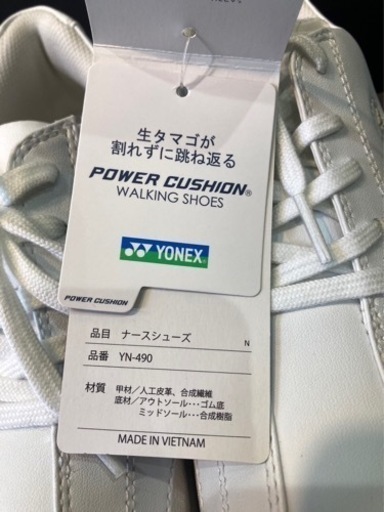 生タマゴが
割れずに跳ね返る
POWER CUSHION®
WALKING SHOES
YONEX
POWER CUSHION
品目 ナースシューズ N
品番 YN-490
材質 甲材/人工皮革、合成繊維
底材/アウトソール･･･ゴム底
ミッドソール･･･合成樹脂
MADE IN VIETNAM